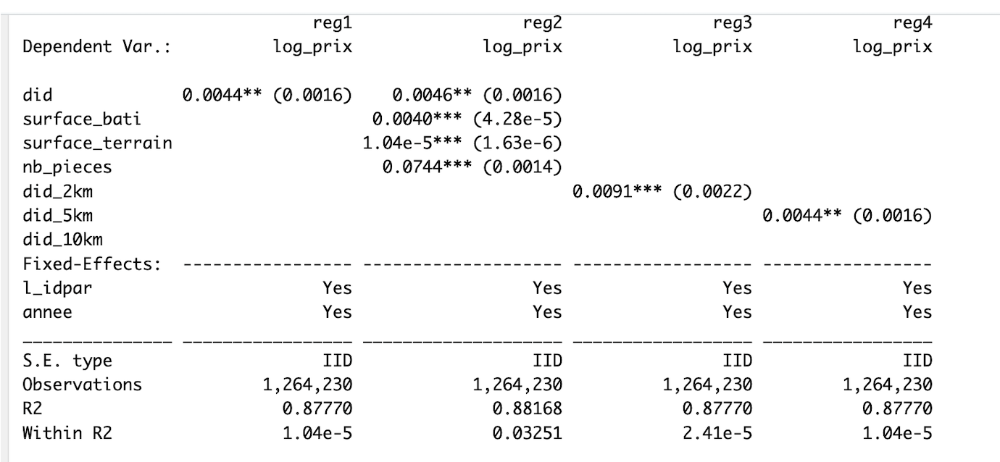 reg1 reg2 reg3 reg4
Dependent Var.: log_prix log_prix log_prix log_prix
did 0.0044** (0.0016) 0.0046** (0.0016)
surface_bati 0.0040*** (4.28e-5)
surface_terrain 1.04e-5*** (1.63e-6)
nb_pieces 0.0744*** (0.0014)
did_2km 0.0091*** (0.0022)
did_5km 0.0044** (0.0016)
did_10km
Fixed-Effects: ----------------- -------------------- ------------------ -----------------
l_idpar Yes Yes Yes Yes
annee Yes Yes Yes Yes
_______________ _________________ ____________________ __________________ _________________
S.E. type IID IID IID IID
Observations 1,264,230 1,264,230 1,264,230 1,264,230
R2 0.87770 0.88168 0.87770 0.87770
Within R2 1.04e-5 0.03251 2.41e-5 1.04e-5